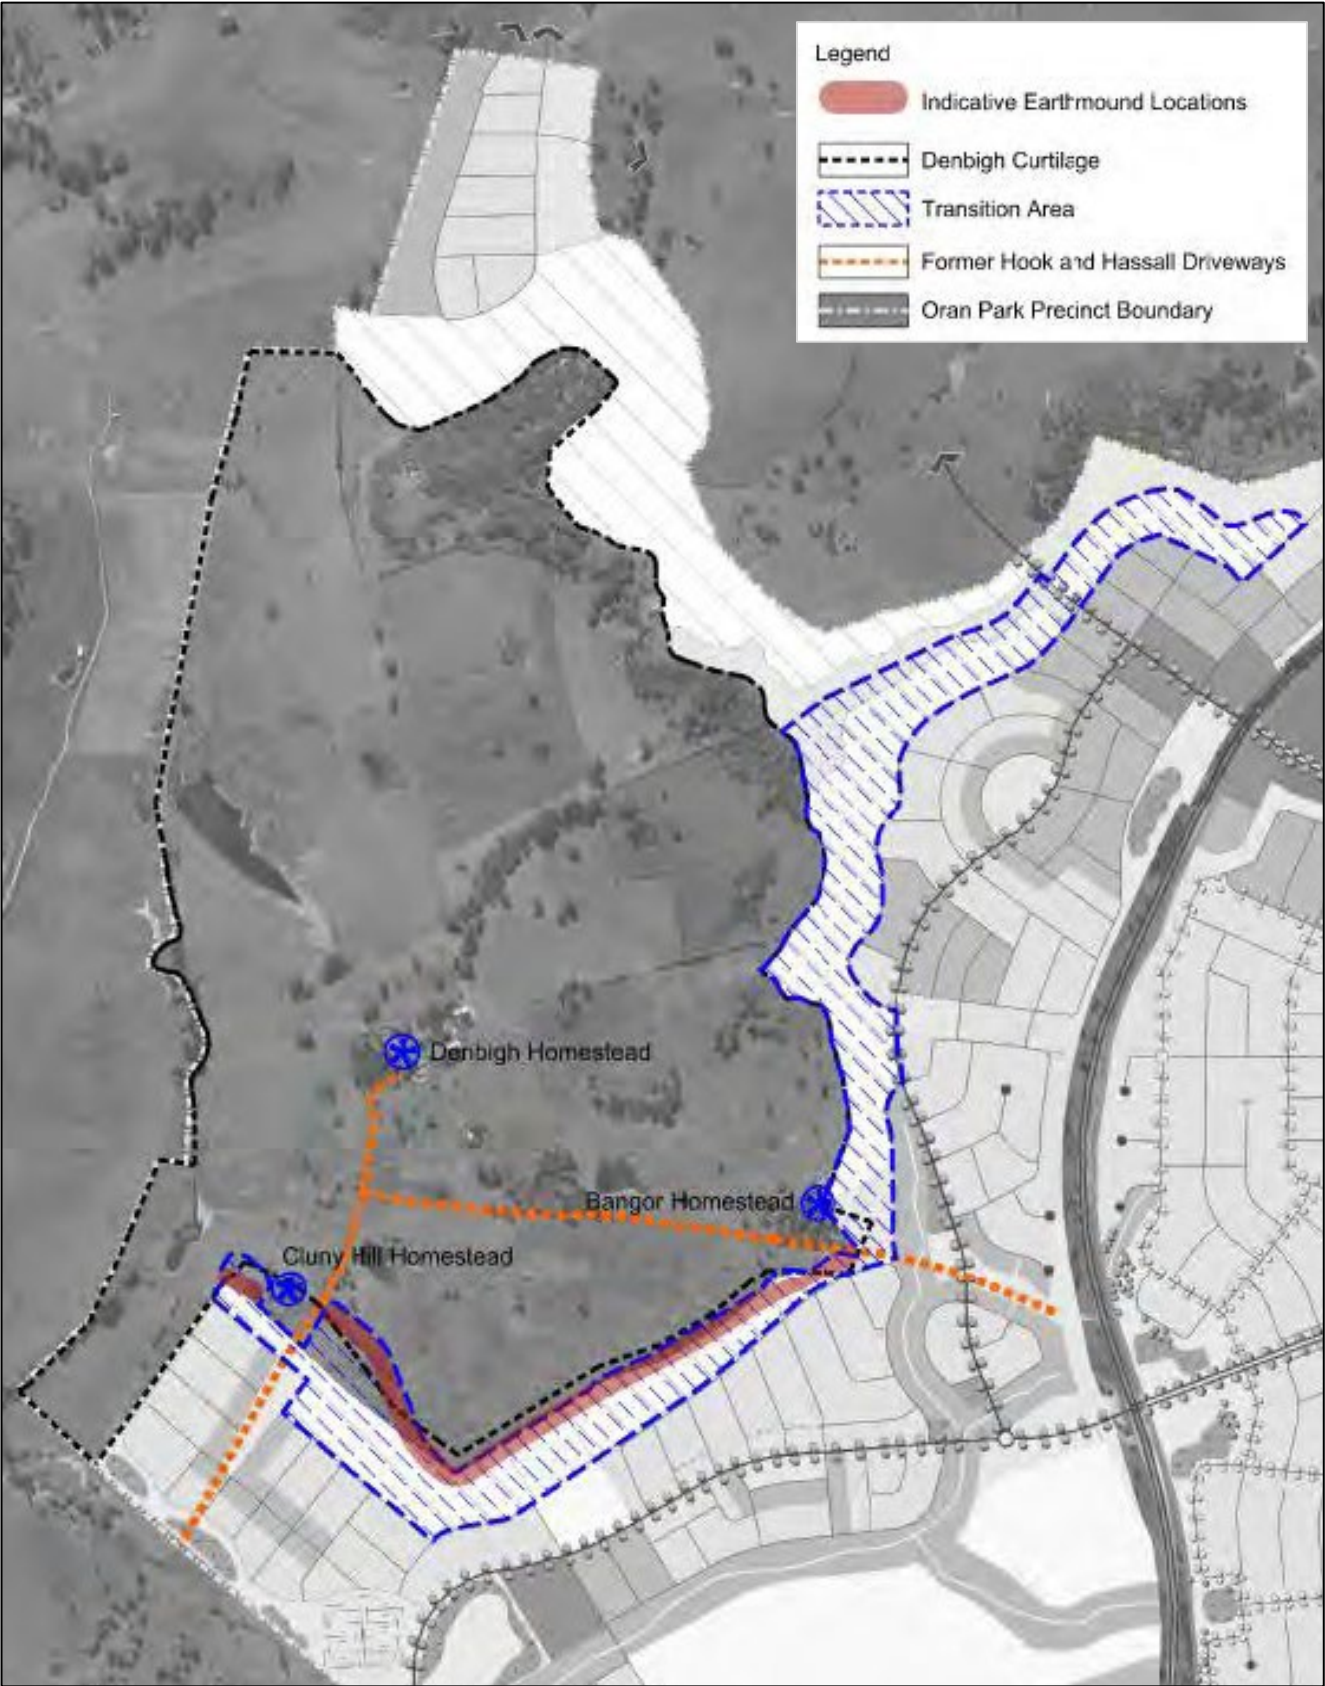 Legend
Indicative Earthmound Locations
Denbigh Curtilage
Transition Area
Former Hook and Hassall Driveways
Oran Park Precinct Boundary
Denbigh Homestead
Bangor Homestead
Cluny Hill Homestead